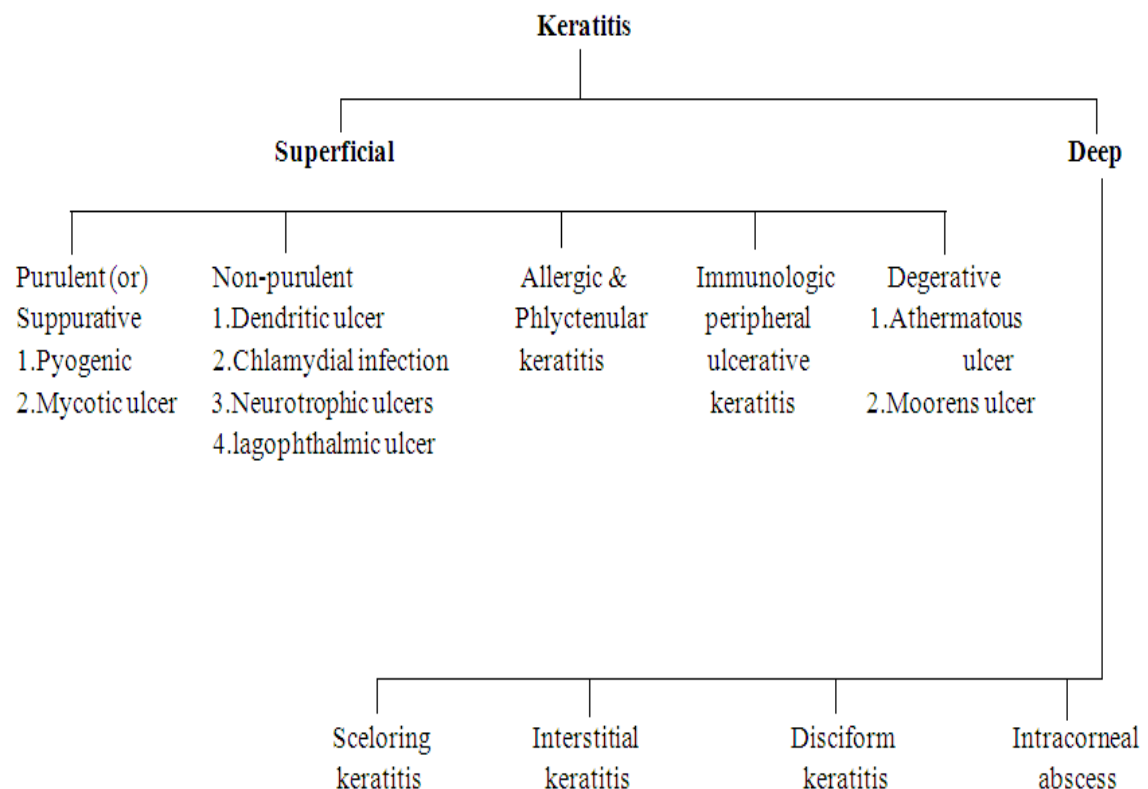 Keratitis
Superficial
Deep
Purulent (or)
Suppurative
1.Pyogenic
2.Mycotic ulcer
Non-purulent
1.Dendritic ulcer
2.Chlamydial infection
3.Neurotrophic ulcers
4.lagophthalmic ulcer
Allergic &
Phlyctenular
keratitis
Immunologic
peripheral
ulcerative
keratitis
Degerative
1.Athermatous
ulcer
2.Moorens ulcer
Sceloring
keratitis
Interstitial
keratitis
Disciform
keratitis
Intracorneal
abscess